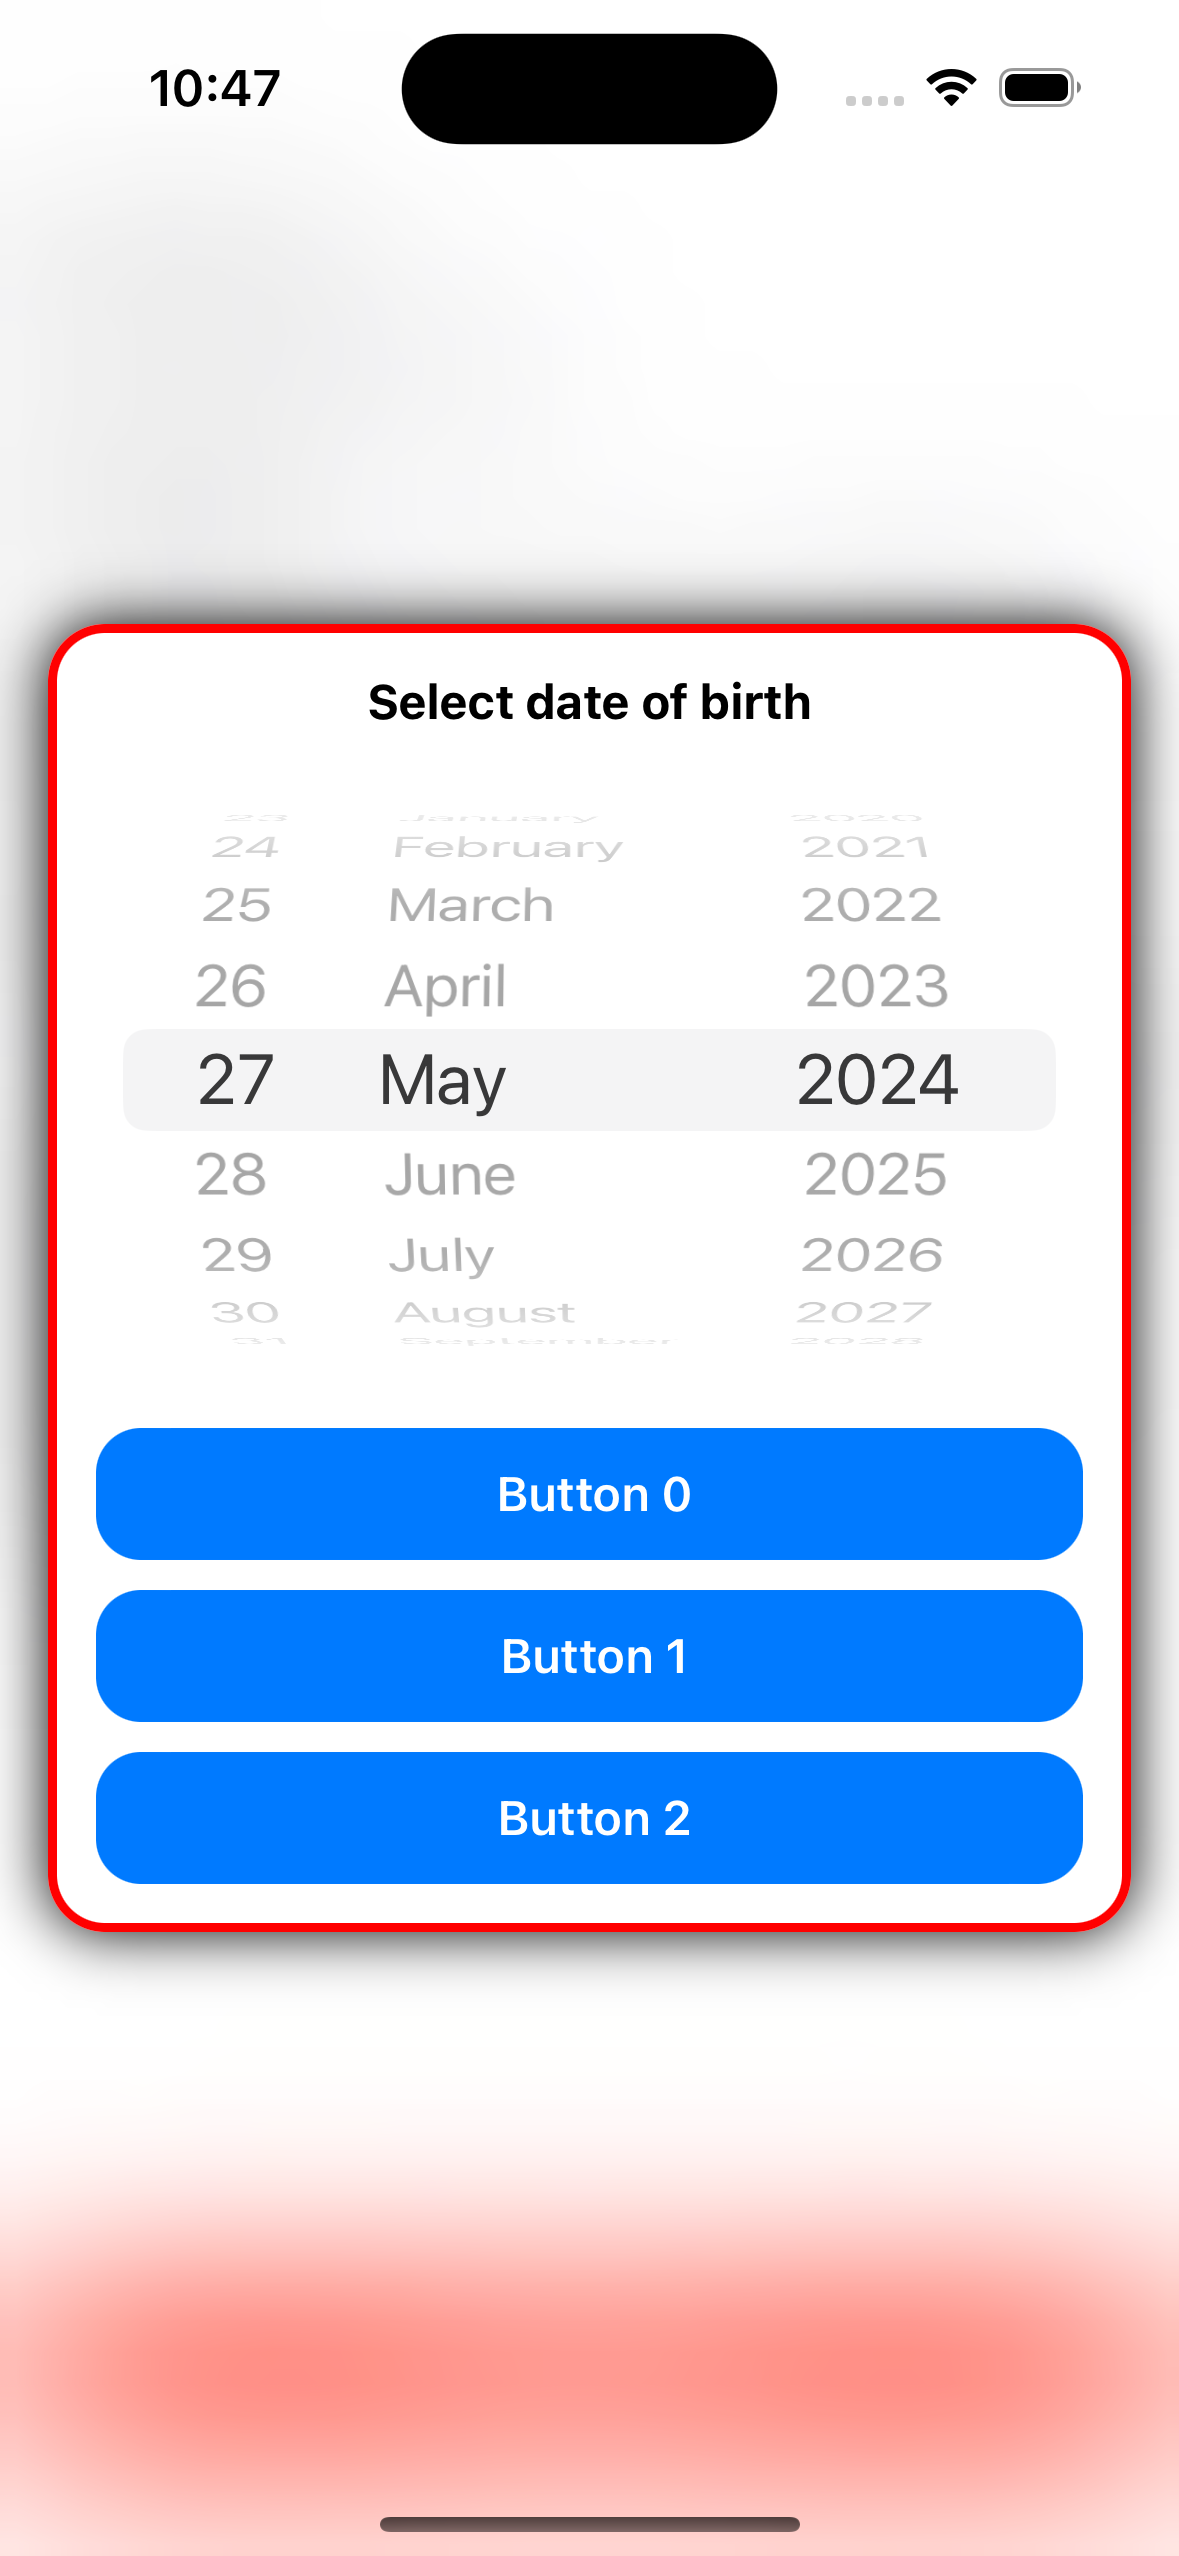 10:47
Select date of birth
23 January 2020
24 February 2021
25 March 2022
26 April 2023
27 May 2024
28 June 2025
29 July 2026
30 August 2027
31 September 2028
Button 0
Button 1
Button 2